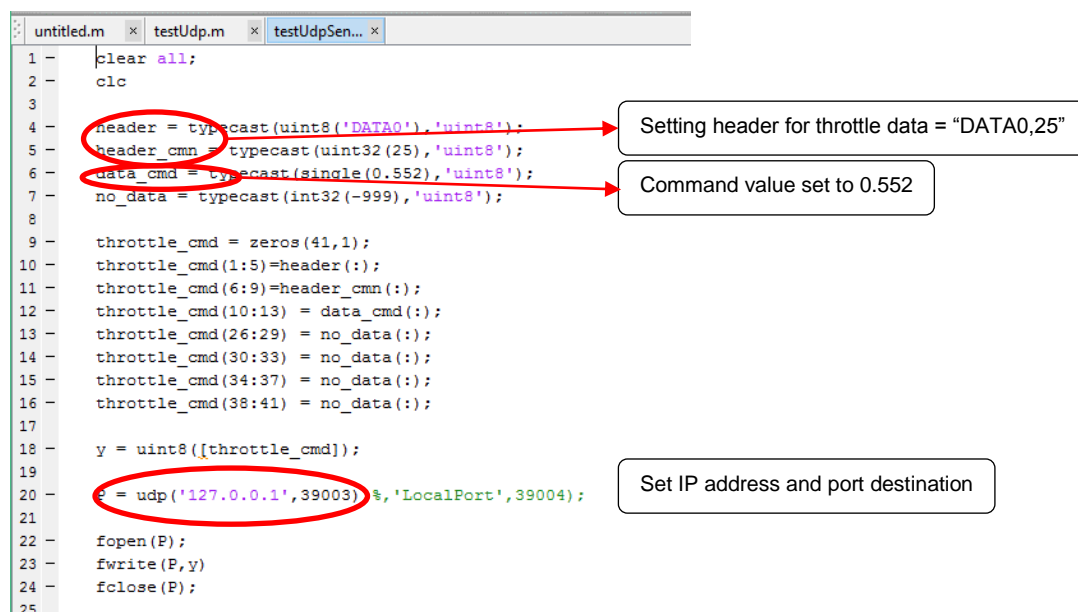 untitled.m × testUdp.m × testUdpSen... ×
1 − clear all;
2 − clc
3
4 − header = typecast(uint8('DATA0'),'uint8');
5 − header_cmn = typecast(uint32(25),'uint8');
6 − data_cmd = typecast(single(0.552),'uint8');
7 − no_data = typecast(int32(-999),'uint8');
8
9 − throttle_cmd = zeros(41,1);
10 − throttle_cmd(1:5)=header(:);
11 − throttle_cmd(6:9)=header_cmn(:);
12 − throttle_cmd(10:13) = data_cmd(:);
13 − throttle_cmd(26:29) = no_data(:);
14 − throttle_cmd(30:33) = no_data(:);
15 − throttle_cmd(34:37) = no_data(:);
16 − throttle_cmd(38:41) = no_data(:);
17
18 − y = uint8([throttle_cmd]);
19
20 − P = udp('127.0.0.1',39003) %,'LocalPort',39004);
21
22 − fopen(P);
23 − fwrite(P,y)
24 − fclose(P);
25
Setting header for throttle data = “DATA0,25”
Command value set to 0.552
Set IP address and port destination